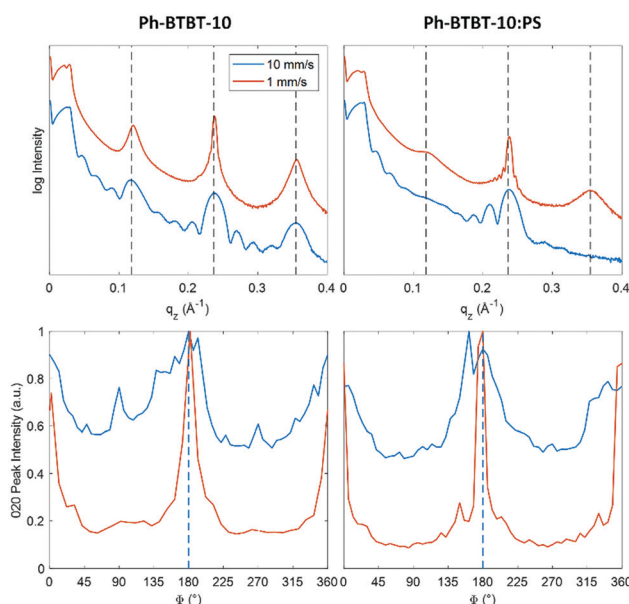 Ph-BTBT-10
Ph-BTBT-10:PS
10 mm/s
1 mm/s
log Intensity
0 0.1 0.2 0.3 0.4
0 0.1 0.2 0.3 0.4
q_z (Å⁻¹)
q_z (Å⁻¹)
020 Peak Intensity (a.u.)
1
0.8
0.6
0.4
0.2
0
0 45 90 135 180 225 270 315 360
0 45 90 135 180 225 270 315 360
Φ (°)
Φ (°)